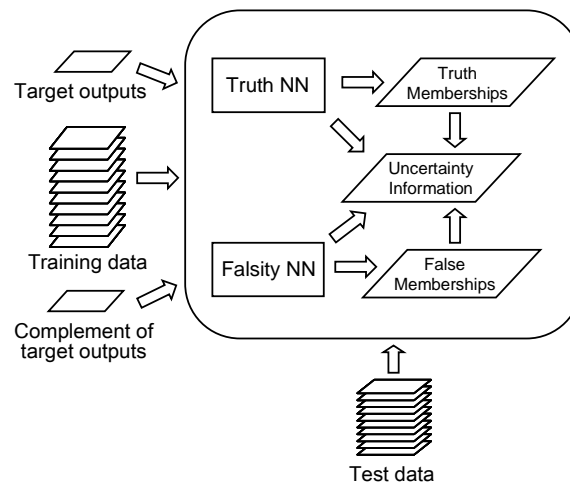 Target outputs
Training data
Complement of
target outputs
Truth NN
Truth
Memberships
Uncertainty
Information
Falsity NN
False
Memberships
Test data